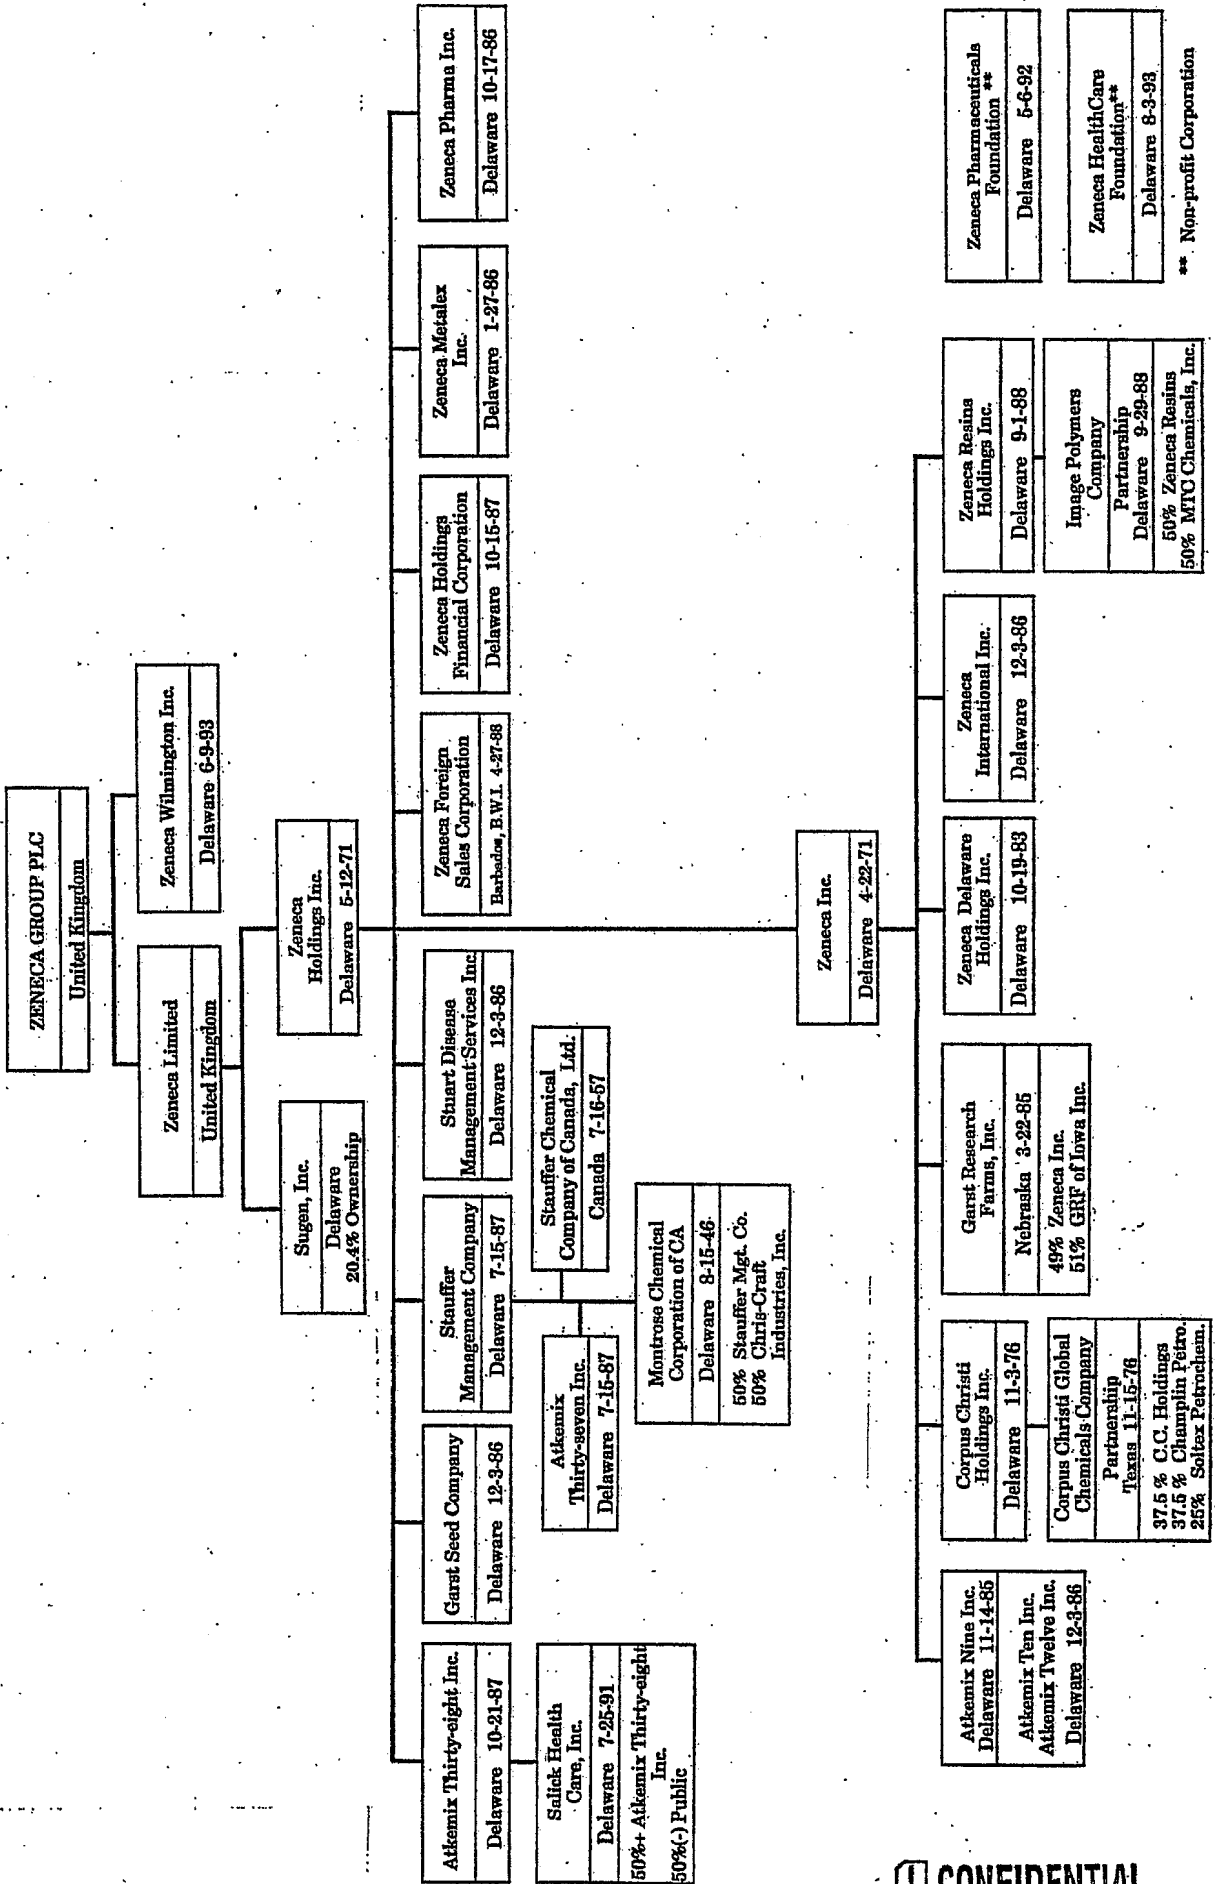 ZENECA GROUP PLC
United Kingdom
Zeneca Limited
United Kingdom
Zeneca Wilmington Inc.
Delaware 6-9-93
Sugen, Inc.
Delaware
20.4% Ownership
Zeneca
Holdings Inc.
Delaware 5-12-71
Atkemix Thirty-eight Inc.
Delaware 10-21-87
Garst Seed Company
Delaware 12-3-86
Stauffer
Management Company
Delaware 7-15-87
Stuart Disease
Management Services Inc.
Delaware 12-3-86
Zeneca Foreign
Sales Corporation
Barbados, B.W.I. 4-27-88
Zeneca Holdings
Financial Corporation
Delaware 10-15-87
Zeneca Metalex
Inc.
Delaware 1-27-86
Zeneca Pharma Inc.
Delaware 10-17-86
Salick Health
Care, Inc.
Delaware 7-25-91
50%+ Atkemix Thirty-eight
Inc.
50%(-) Public
Atkemix
Thirty-seven Inc.
Delaware 7-15-87
Stauffer Chemical
Company of Canada, Ltd.
Canada 7-16-57
Montrose Chemical
Corporation of CA
Delaware 8-15-46
50% Stauffer Mgt. Co.
50% Chris-Craft
Industries, Inc.
Zeneca Inc.
Delaware 4-22-71
Atkemix Nine Inc.
Delaware 11-14-85
Atkemix Ten Inc.
Atkemix Twelve Inc.
Delaware 12-3-86
Corpus Christi
Holdings Inc.
Delaware 11-3-76
Corpus Christi Global
Chemicals Company
Partnership
Texas 11-15-76
37.5 % C.C. Holdings
37.5 % Champlin Petro.
25% Soltex Petrochem.
Garst Research
Farms, Inc.
Nebraska 3-22-85
49% Zeneca Inc.
51% GRF of Iowa Inc.
Zeneca Delaware
Holdings Inc.
Delaware 10-19-83
Zeneca
International Inc.
Delaware 12-3-86
Zeneca Resins
Holdings Inc.
Delaware 9-1-88
Image Polymers
Company
Partnership
Delaware 9-29-88
50% Zeneca Resins
50% MTC Chemicals, Inc.
Zeneca Pharmaceuticals
Foundation **
Delaware 5-6-92
Zeneca HealthCare
Foundation**
Delaware 8-3-93
** Non-profit Corporation
CONFIDENTIAL